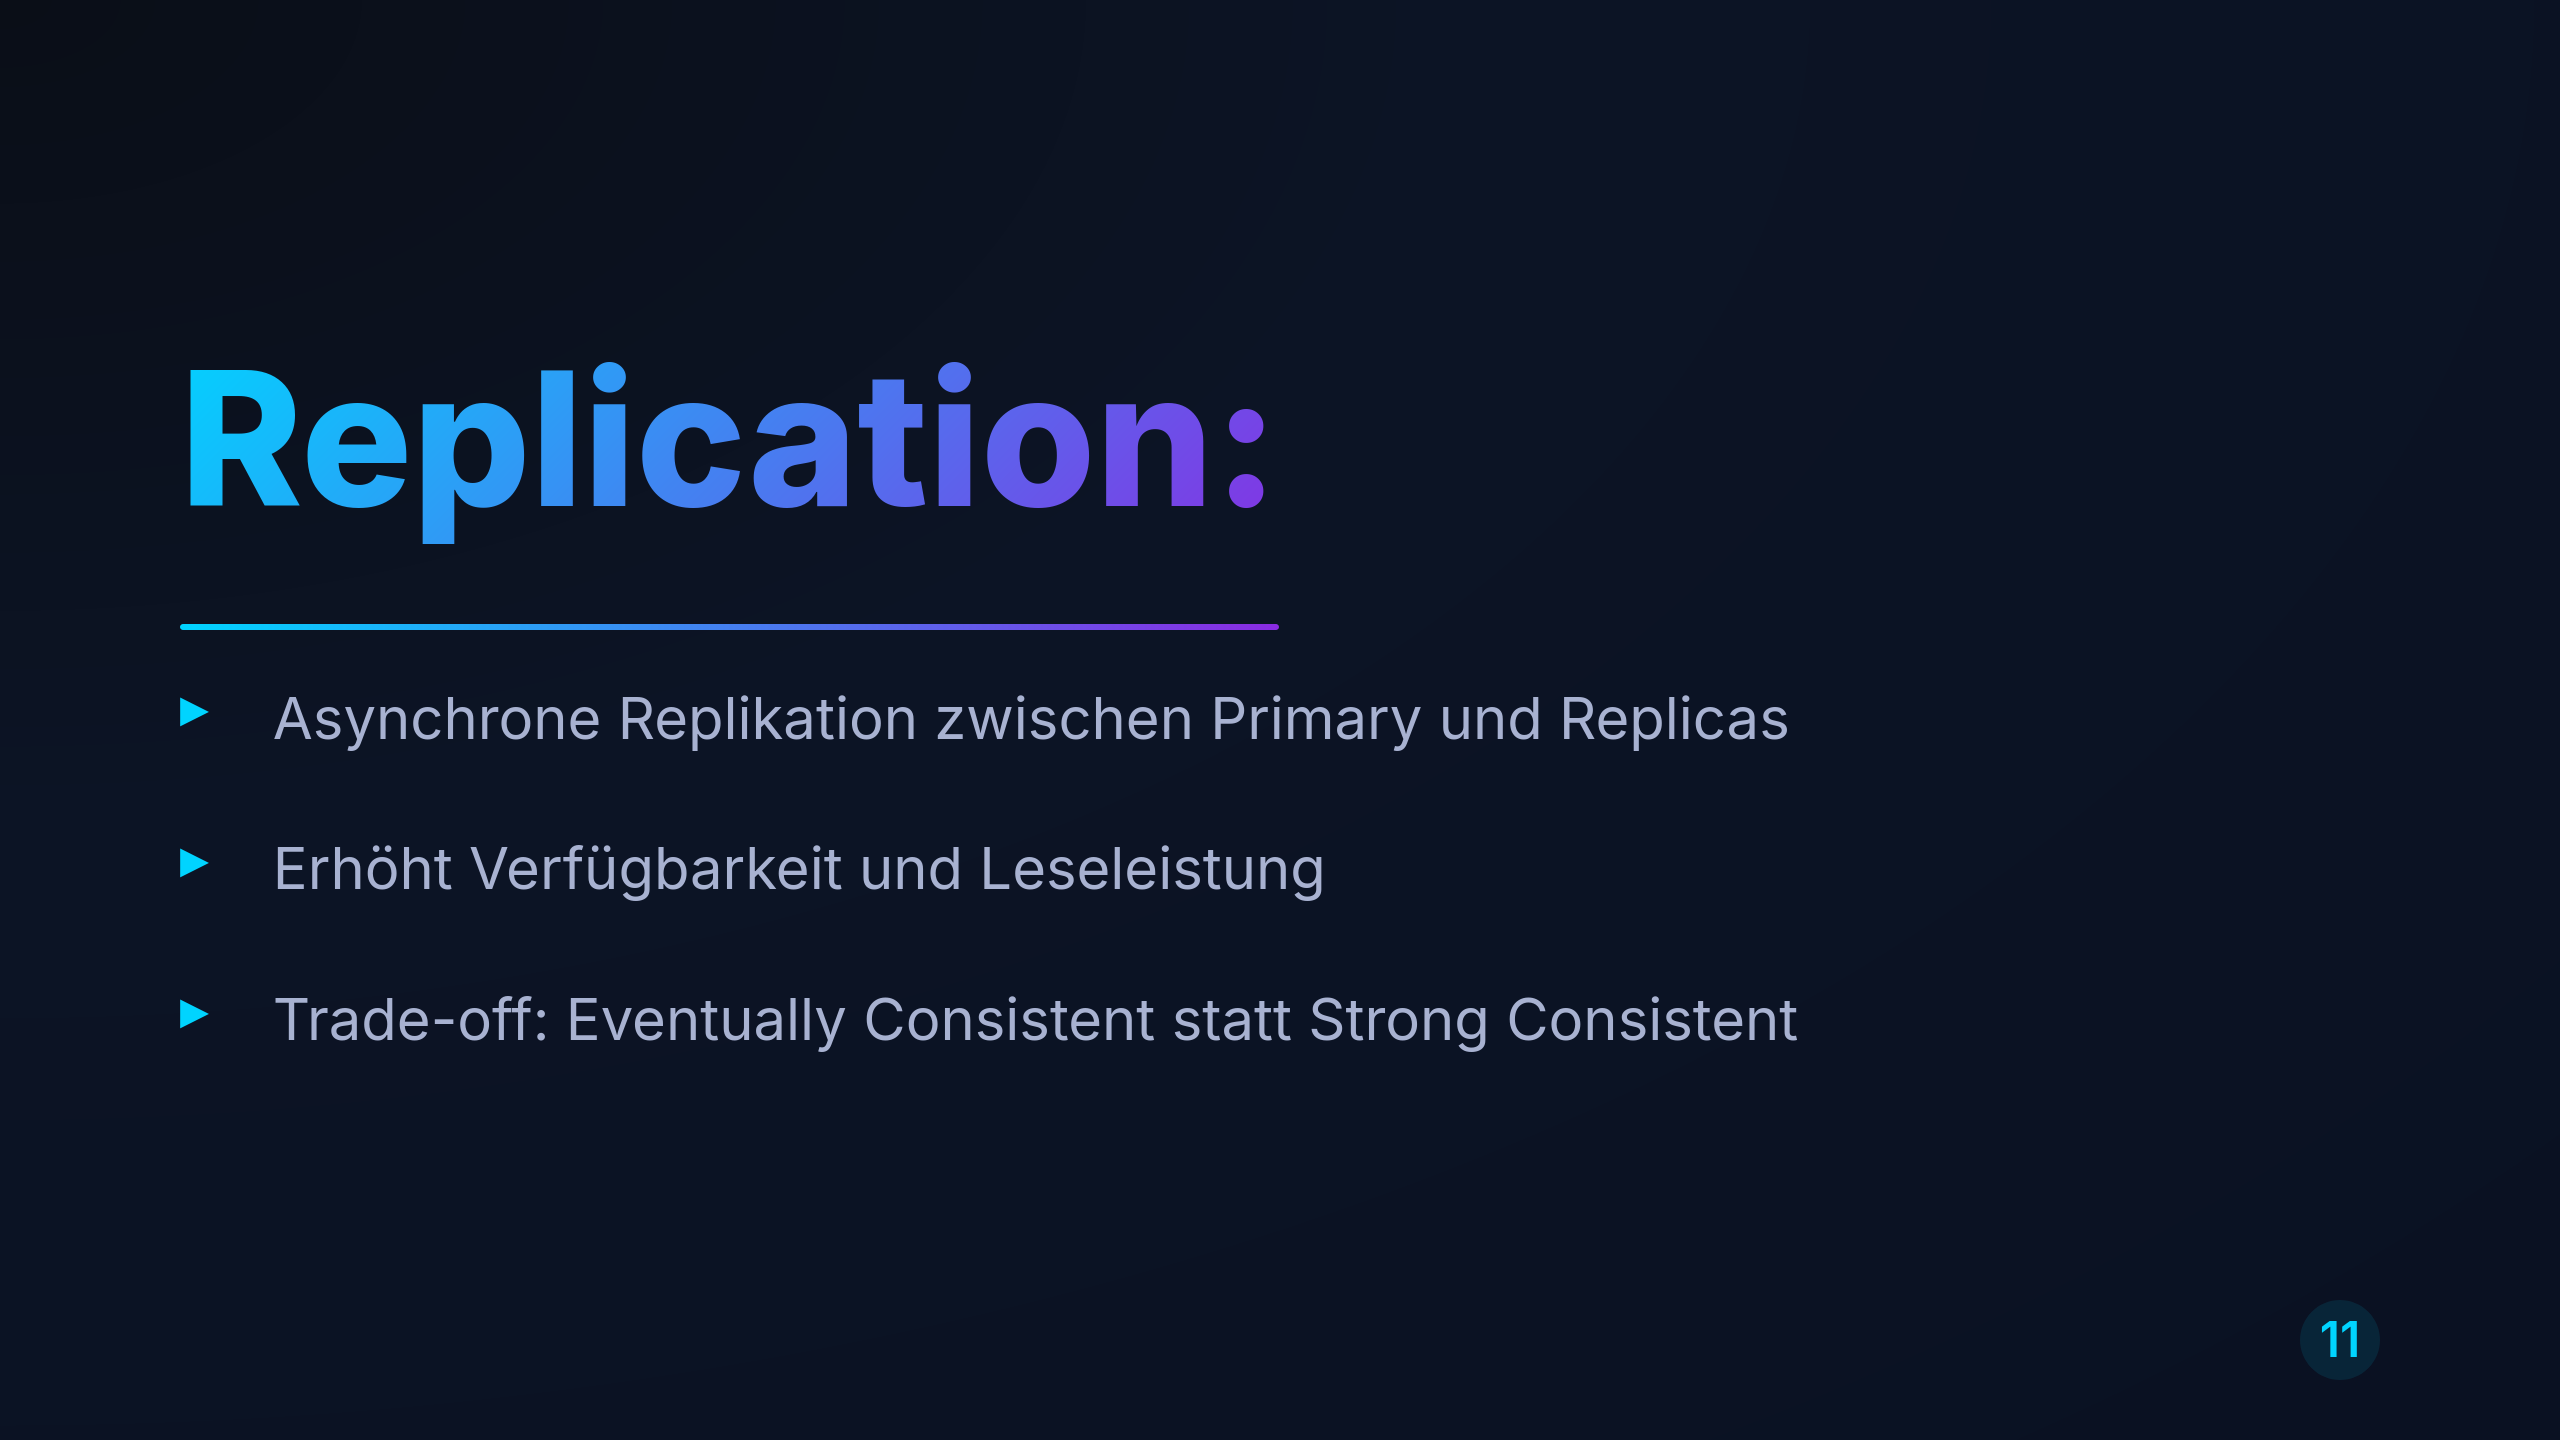 Replication:
Asynchrone Replikation zwischen Primary und Replicas
Erhöht Verfügbarkeit und Leseleistung
Trade-off: Eventually Consistent statt Strong Consistent
11